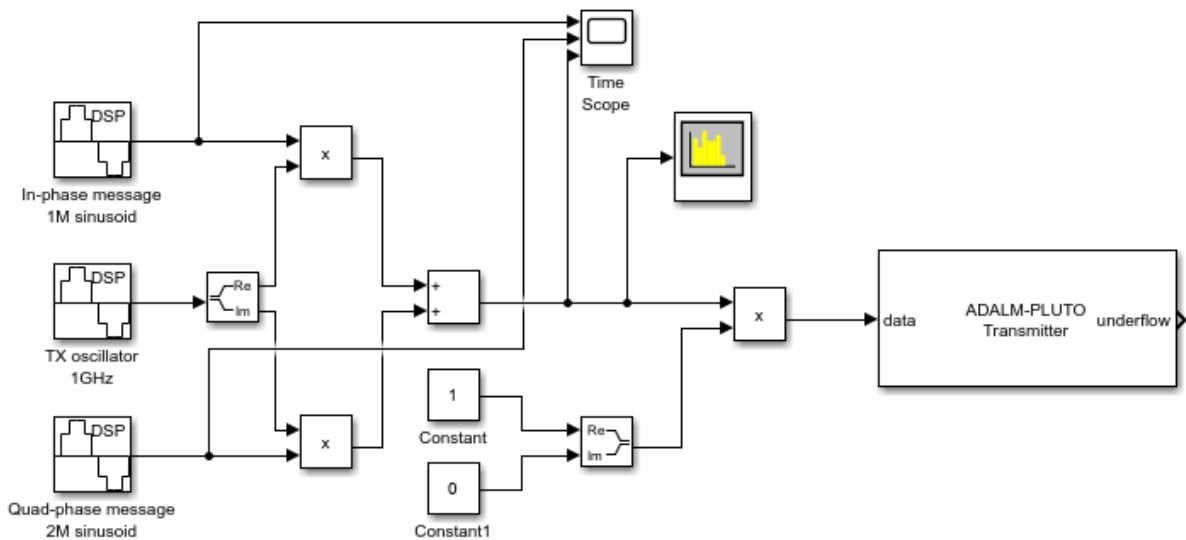 Time
Scope
DSP
In-phase message
1M sinusoid
x
DSP
Re
Im
TX oscillator
1GHz
+
+
x
data
ADALM-PLUTO
Transmitter
underflow
1
Constant
DSP
Quad-phase message
2M sinusoid
x
Re
Im
0
Constant1